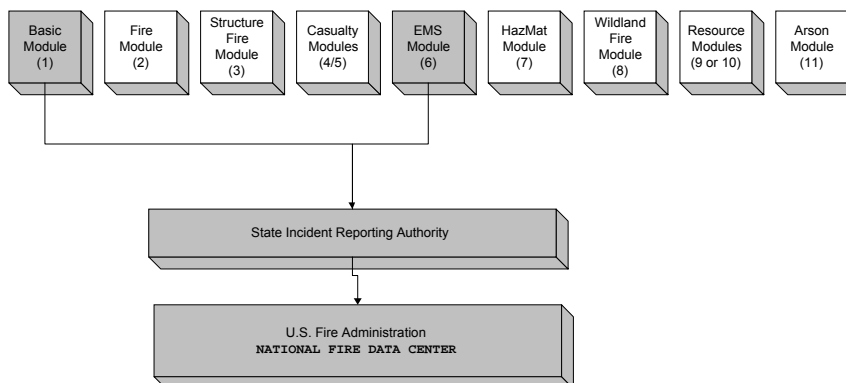 Basic
Module
(1)
Fire
Module
(2)
Structure
Fire
Module
(3)
Casualty
Modules
(4/5)
EMS
Module
(6)
HazMat
Module
(7)
Wildland
Fire
Module
(8)
Resource
Modules
(9 or 10)
Arson
Module
(11)
State Incident Reporting Authority
U.S. Fire Administration
NATIONAL FIRE DATA CENTER